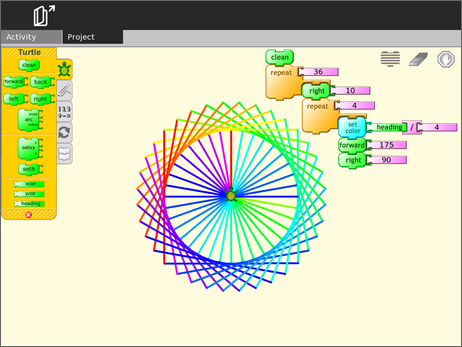 Activity
Project
Turtle
clean
forward back
left right
arc
setxy
seth
xcor
ycor
heading
123
clean
repeat 36
right 10
repeat 4
set color heading / 4
forward 175
right 90